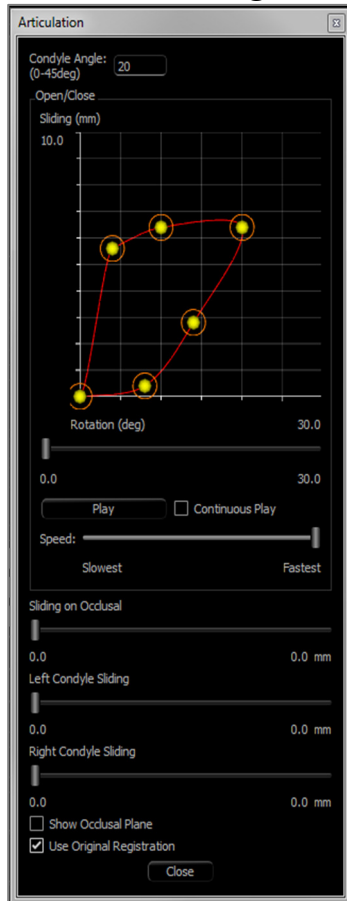 Articulation
Condyle Angle:
(0-45deg)
20
Open/Close
Sliding (mm)
10.0
Rotation (deg) 30.0
0.0 30.0
Play Continuous Play
Speed:
Slowest Fastest
Sliding on Occlusal
0.0 0.0 mm
Left Condyle Sliding
0.0 0.0 mm
Right Condyle Sliding
0.0 0.0 mm
Show Occlusal Plane
Use Original Registration
Close